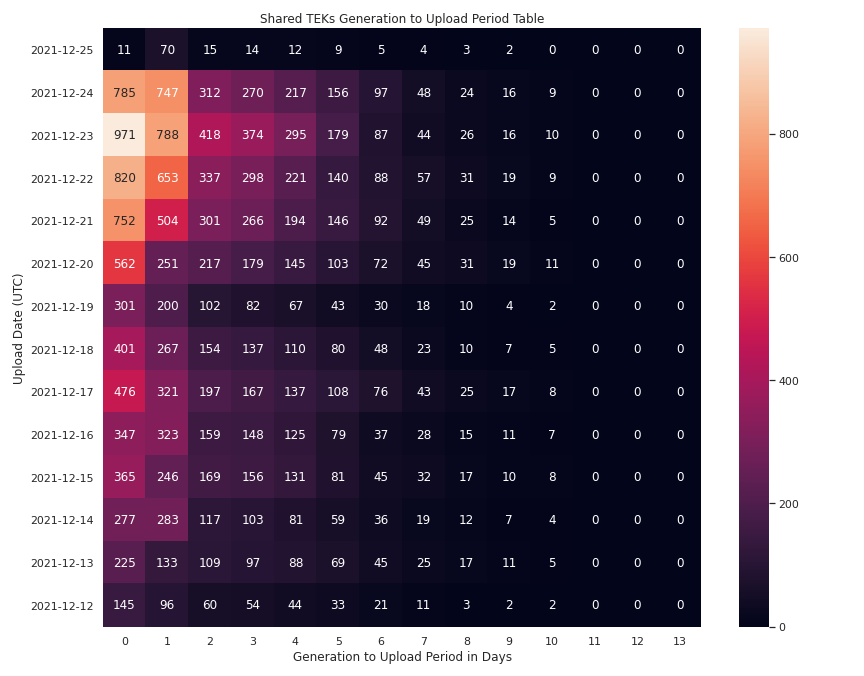 Shared TEKs Generation to Upload Period Table
Upload Date (UTC)
2021-12-25 11 70 15 14 12 9 5 4 3 2 0 0 0 0
2021-12-24 785 747 312 270 217 156 97 48 24 16 9 0 0 0
2021-12-23 971 788 418 374 295 179 87 44 26 16 10 0 0 0
2021-12-22 820 653 337 298 221 140 88 57 31 19 9 0 0 0
2021-12-21 752 504 301 266 194 146 92 49 25 14 5 0 0 0
2021-12-20 562 251 217 179 145 103 72 45 31 19 11 0 0 0
2021-12-19 301 200 102 82 67 43 30 18 10 4 2 0 0 0
2021-12-18 401 267 154 137 110 80 48 23 10 7 5 0 0 0
2021-12-17 476 321 197 167 137 108 76 43 25 17 8 0 0 0
2021-12-16 347 323 159 148 125 79 37 28 15 11 7 0 0 0
2021-12-15 365 246 169 156 131 81 45 32 17 10 8 0 0 0
2021-12-14 277 283 117 103 81 59 36 19 12 7 4 0 0 0
2021-12-13 225 133 109 97 88 69 45 25 17 11 5 0 0 0
2021-12-12 145 96 60 54 44 33 21 11 3 2 2 0 0 0
0 1 2 3 4 5 6 7 8 9 10 11 12 13
Generation to Upload Period in Days
800
600
400
200
0